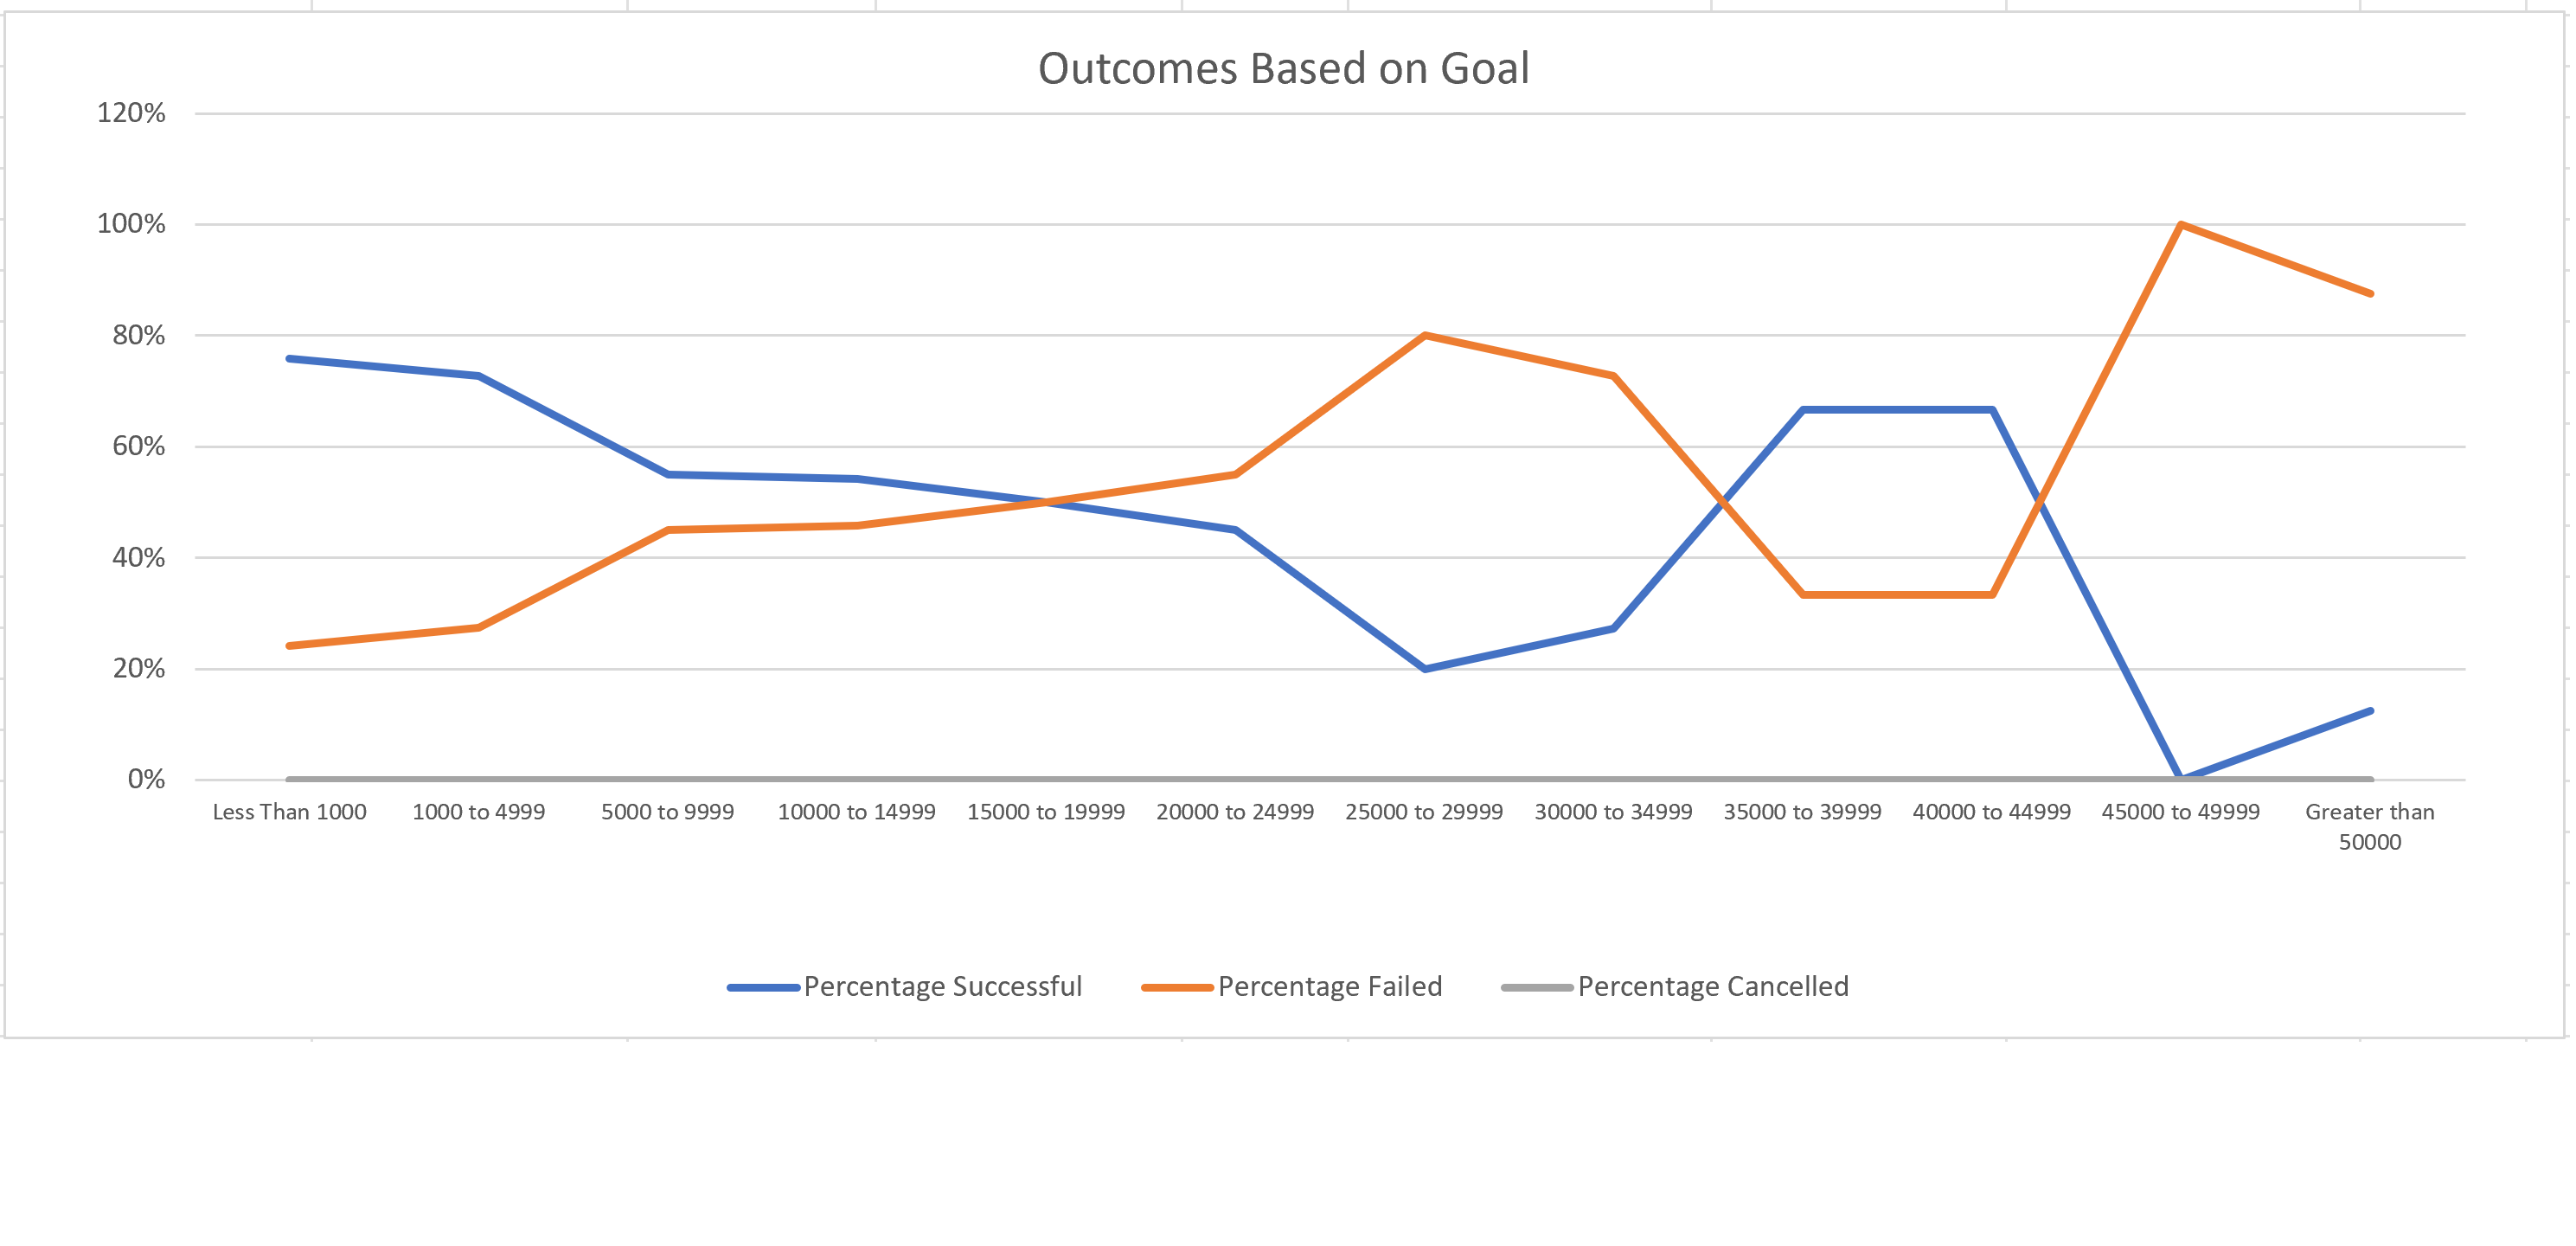 Outcomes Based on Goal
120%
100%
80%
60%
40%
20%
0%
Less Than 1000
1000 to 4999
5000 to 9999
10000 to 14999
15000 to 19999
20000 to 24999
25000 to 29999
30000 to 34999
35000 to 39999
40000 to 44999
45000 to 49999
Greater than
50000
Percentage Successful
Percentage Failed
Percentage Cancelled